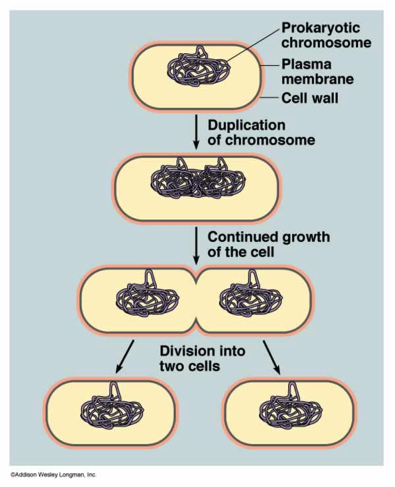 Prokaryotic
chromosome
Plasma
membrane
Cell wall
Duplication
of chromosome
Continued growth
of the cell
Division into
two cells
©Addison Wesley Longman, Inc.